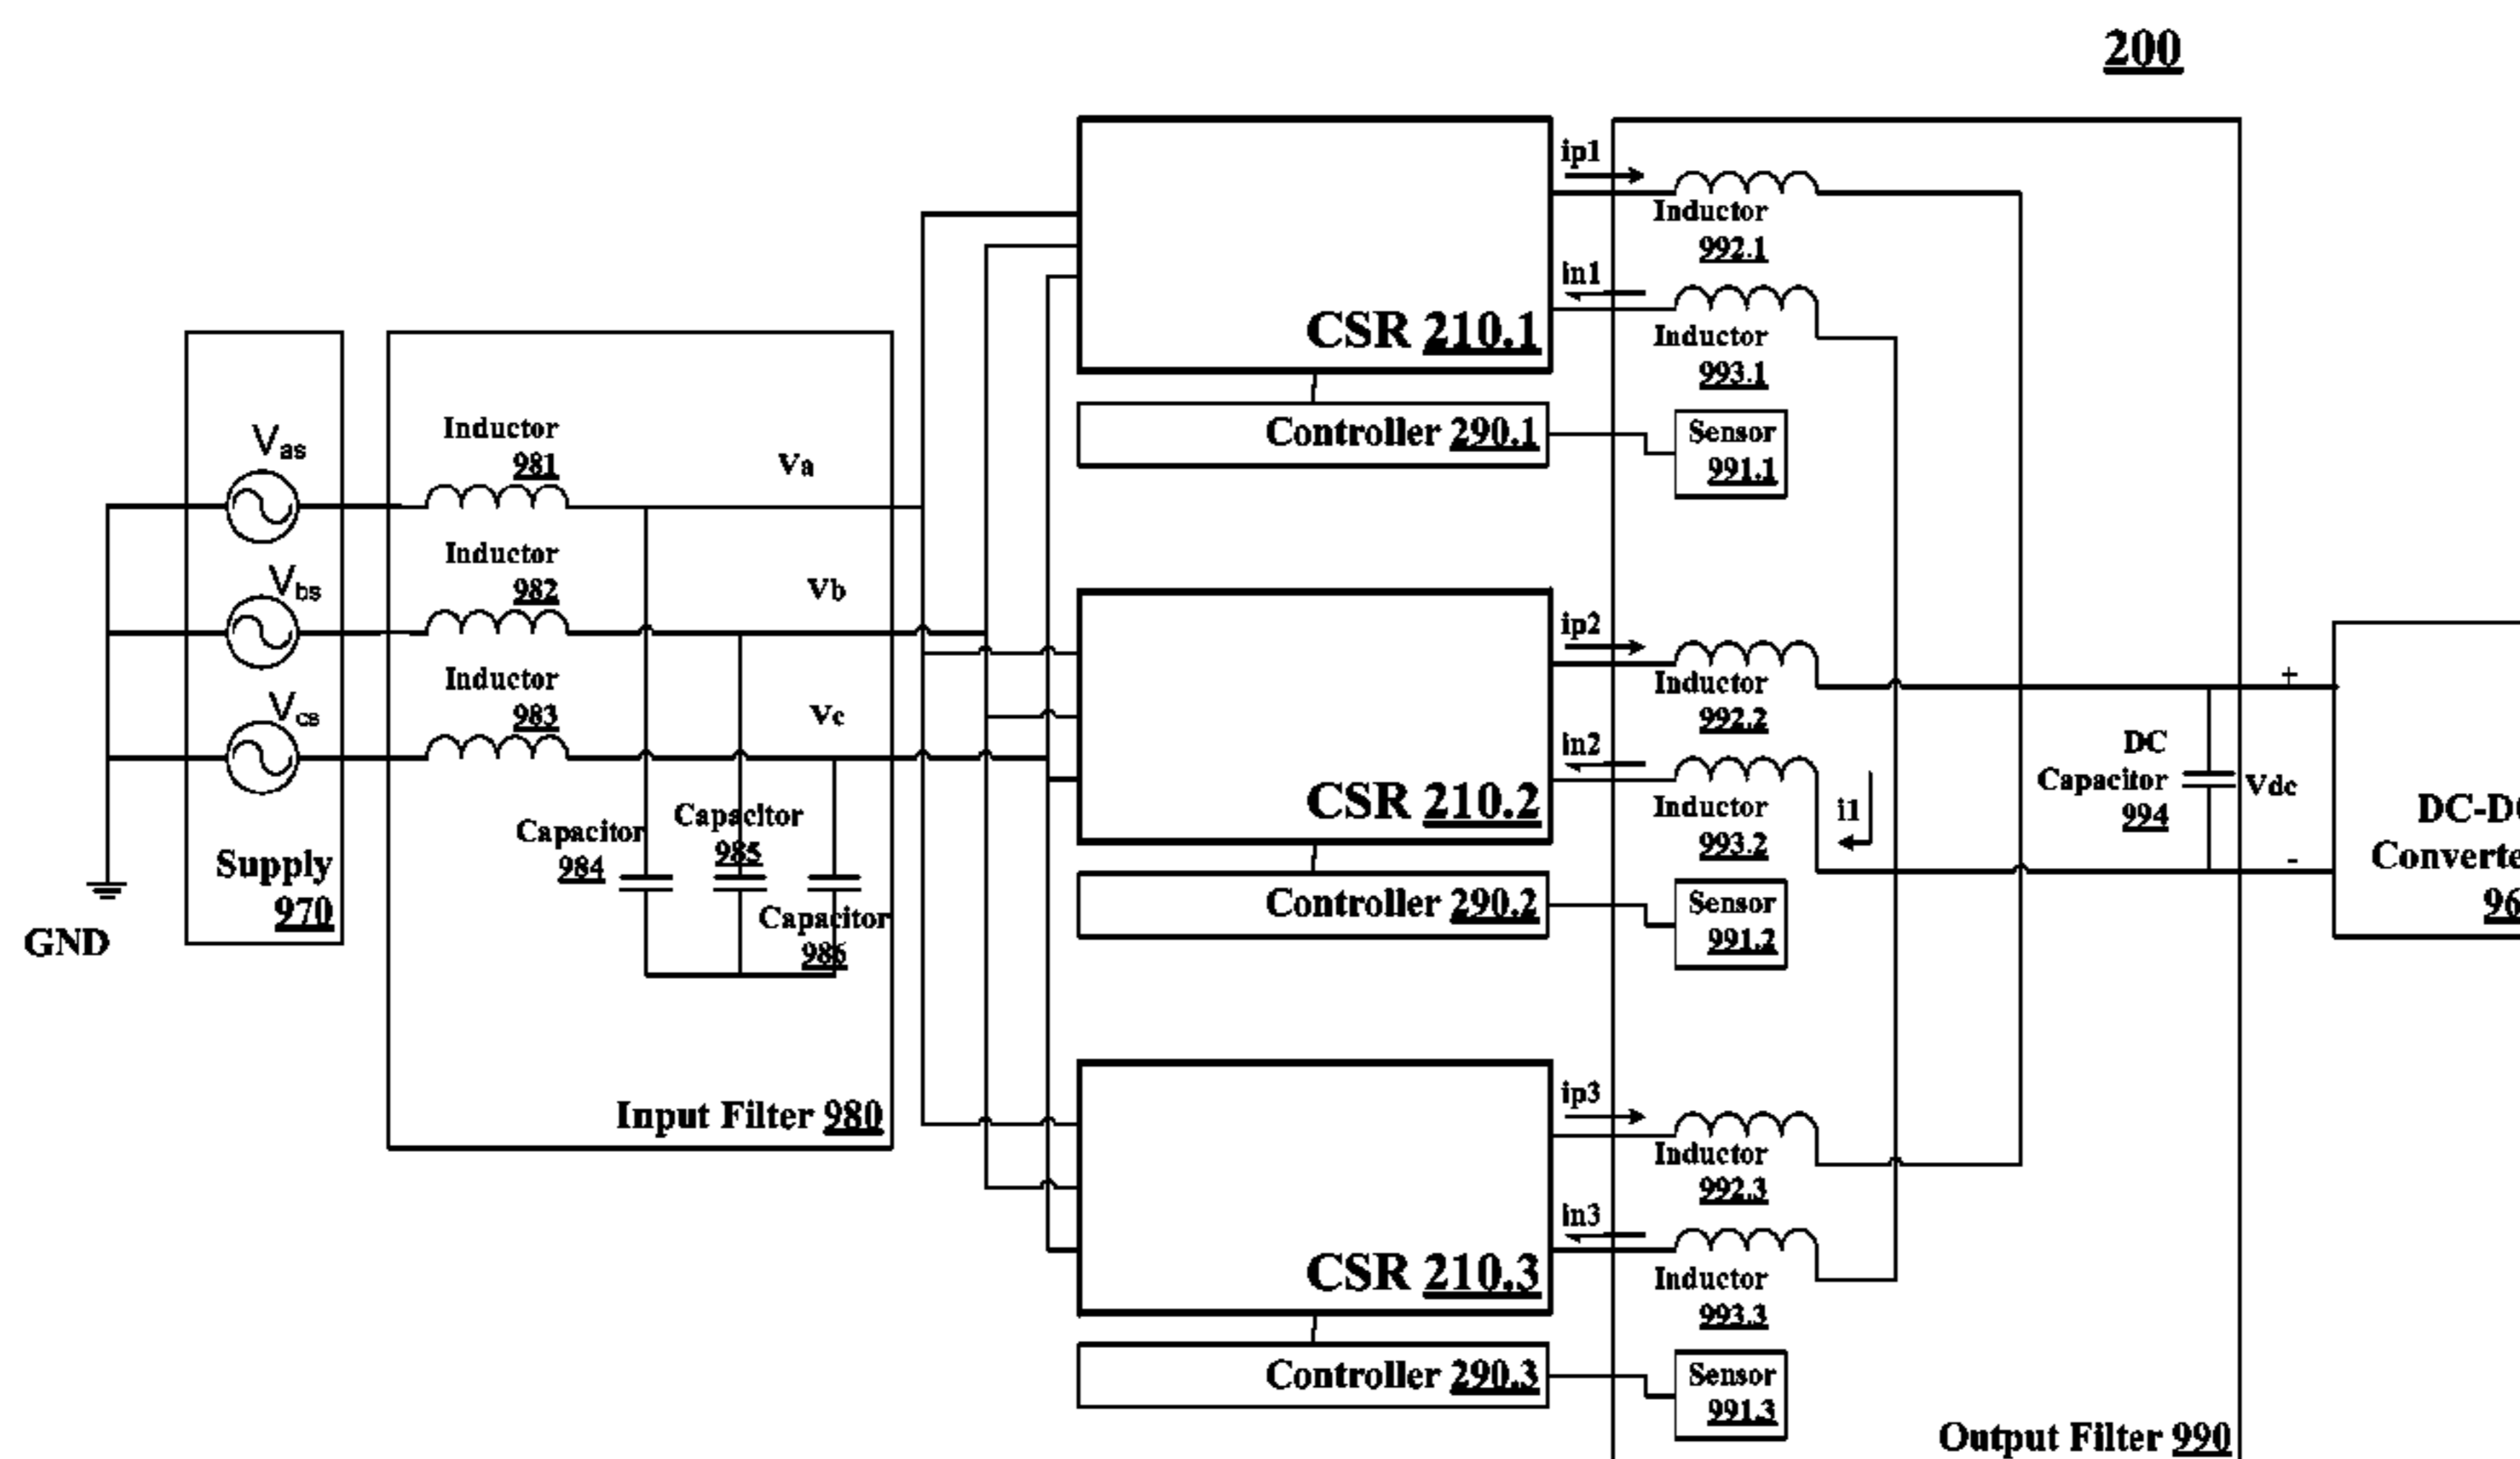 200
ip1
Inductor
992.1
in1
CSR 210.1
Inductor
993.1
Controller 290.1
Sensor
991.1
Vas
Inductor
981
Va
Vbs
Inductor
982
Vb
Vcs
Inductor
983
Vc
ip2
Inductor
992.2
in2
CSR 210.2
Inductor
993.2
i1
+
DC
Capacitor
994
Vdc
-
DC-DC
Converte
96
Capacitor
984
Capacitor
985
Capacitor
986
Supply
970
GND
Controller 290.2
Sensor
991.2
Input Filter 980
ip3
Inductor
992.3
in3
CSR 210.3
Inductor
993.3
Controller 290.3
Sensor
991.3
Output Filter 990